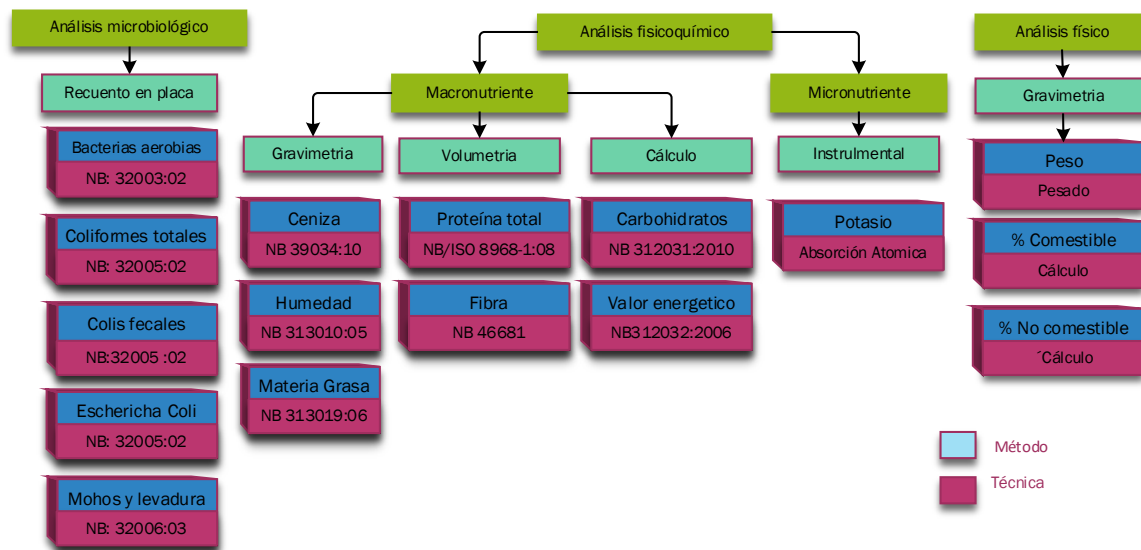 Análisis microbiológico
Recuento en placa
Bacterias aerobias
NB: 32003:02
Coliformes totales
NB: 32005:02
Colis fecales
NB:32005 :02
Eschericha Coli
NB: 32005:02
Mohos y levadura
NB: 32006:03
Análisis fisicoquímico
Macronutriente
Gravimetria
Ceniza
NB 39034:10
Humedad
NB 313010:05
Materia Grasa
NB 313019:06
Volumetria
Proteína total
NB/ISO 8968-1:08
Fibra
NB 46681
Cálculo
Carbohidratos
NB 312031:2010
Valor energetico
NB312032:2006
Micronutriente
Instrulmental
Potasio
Absorción Atomica
Análisis físico
Gravimetria
Peso
Pesado
% Comestible
Cálculo
% No comestible
´Cálculo
Método
Técnica